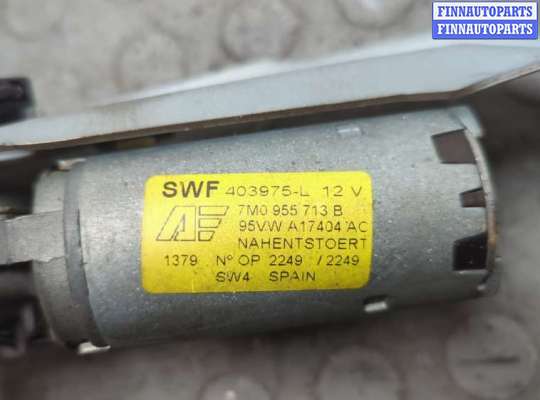 FINNAUTOPARTS
FINNAUTOPARTS
SWF 403975-L 12 V
AE 7M0 955 713 B
95VW A17404 AC
NAHENTSTOERT
1379 Nº OP 2249 / 2249
SW4 SPAIN